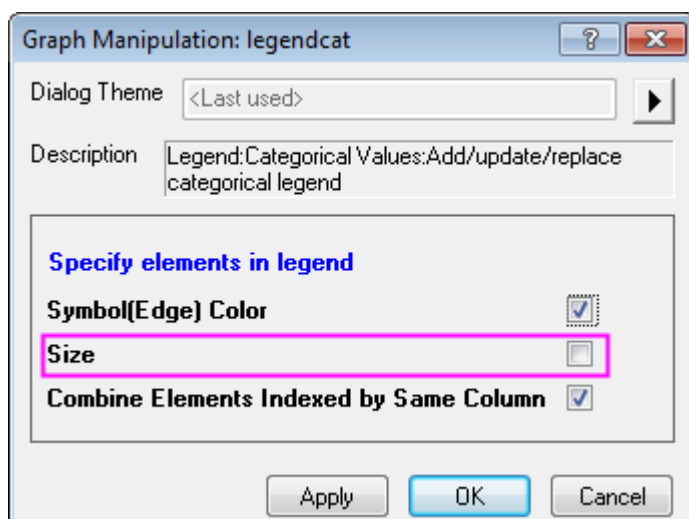 Graph Manipulation: legendcat
?
Dialog Theme <Last used>
Description Legend:Categorical Values:Add/update/replace
categorical legend
Specify elements in legend
Symbol(Edge) Color
Size
Combine Elements Indexed by Same Column
Apply OK Cancel